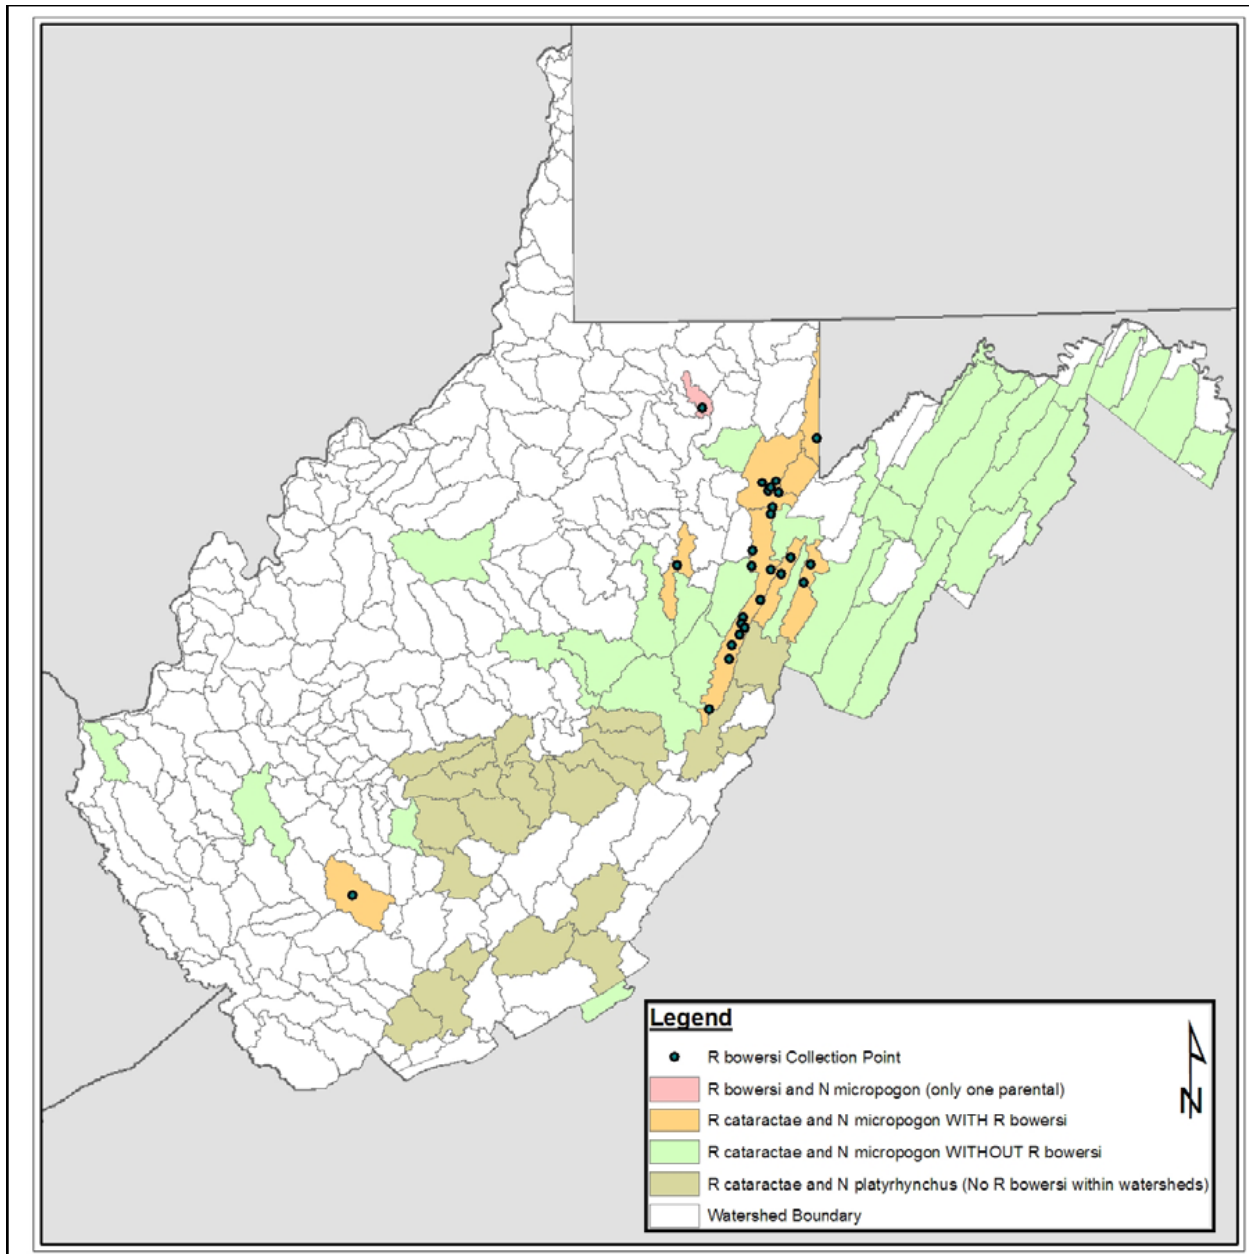 Legend
R bowersi Collection Point
R bowersi and N micropogon (only one parental)
R cataractae and N micropogon WITH R bowersi
R cataractae and N micropogon WITHOUT R bowersi
R cataractae and N platyrhynchus (No R bowersi within watersheds)
Watershed Boundary
N